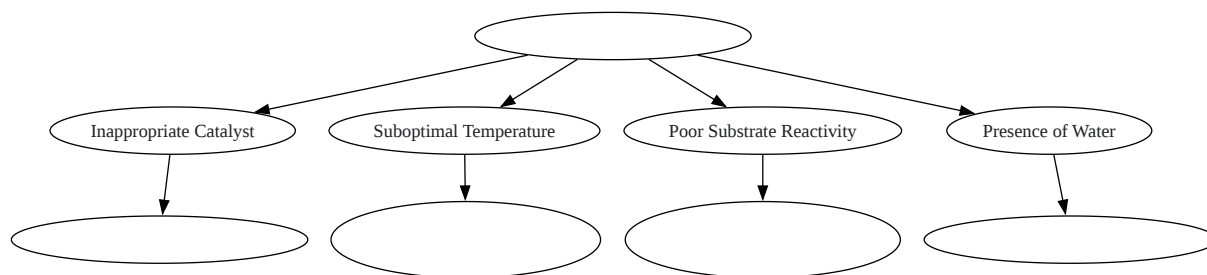 Inappropriate Catalyst
Suboptimal Temperature
Poor Substrate Reactivity
Presence of Water